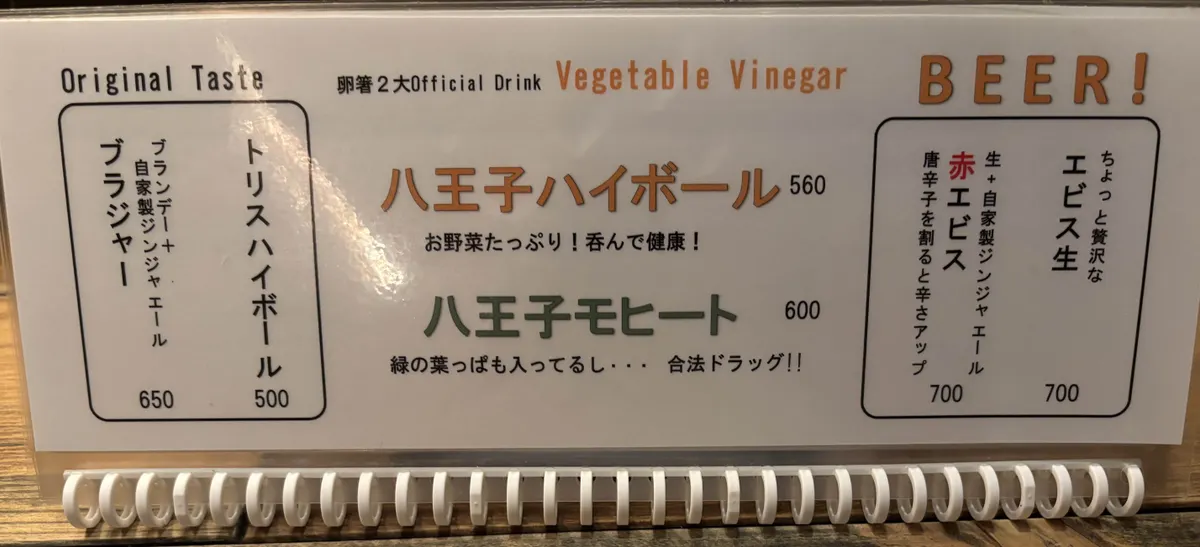 Original Taste
トリスハイボール
500
ブラジャー
ブランデー+
自家製ジンジャエール
650
卵箸2大Official Drink Vegetable Vinegar
八王子ハイボール 560
お野菜たっぷり!呑んで健康!
八王子モヒート 600
緑の葉っぱも入ってるし・・・ 合法ドラッグ!!
BEER!
ちょっと贅沢な
エビス生
700
生+自家製ジンジャエール
赤エビス
唐辛子を割ると辛さアップ
700